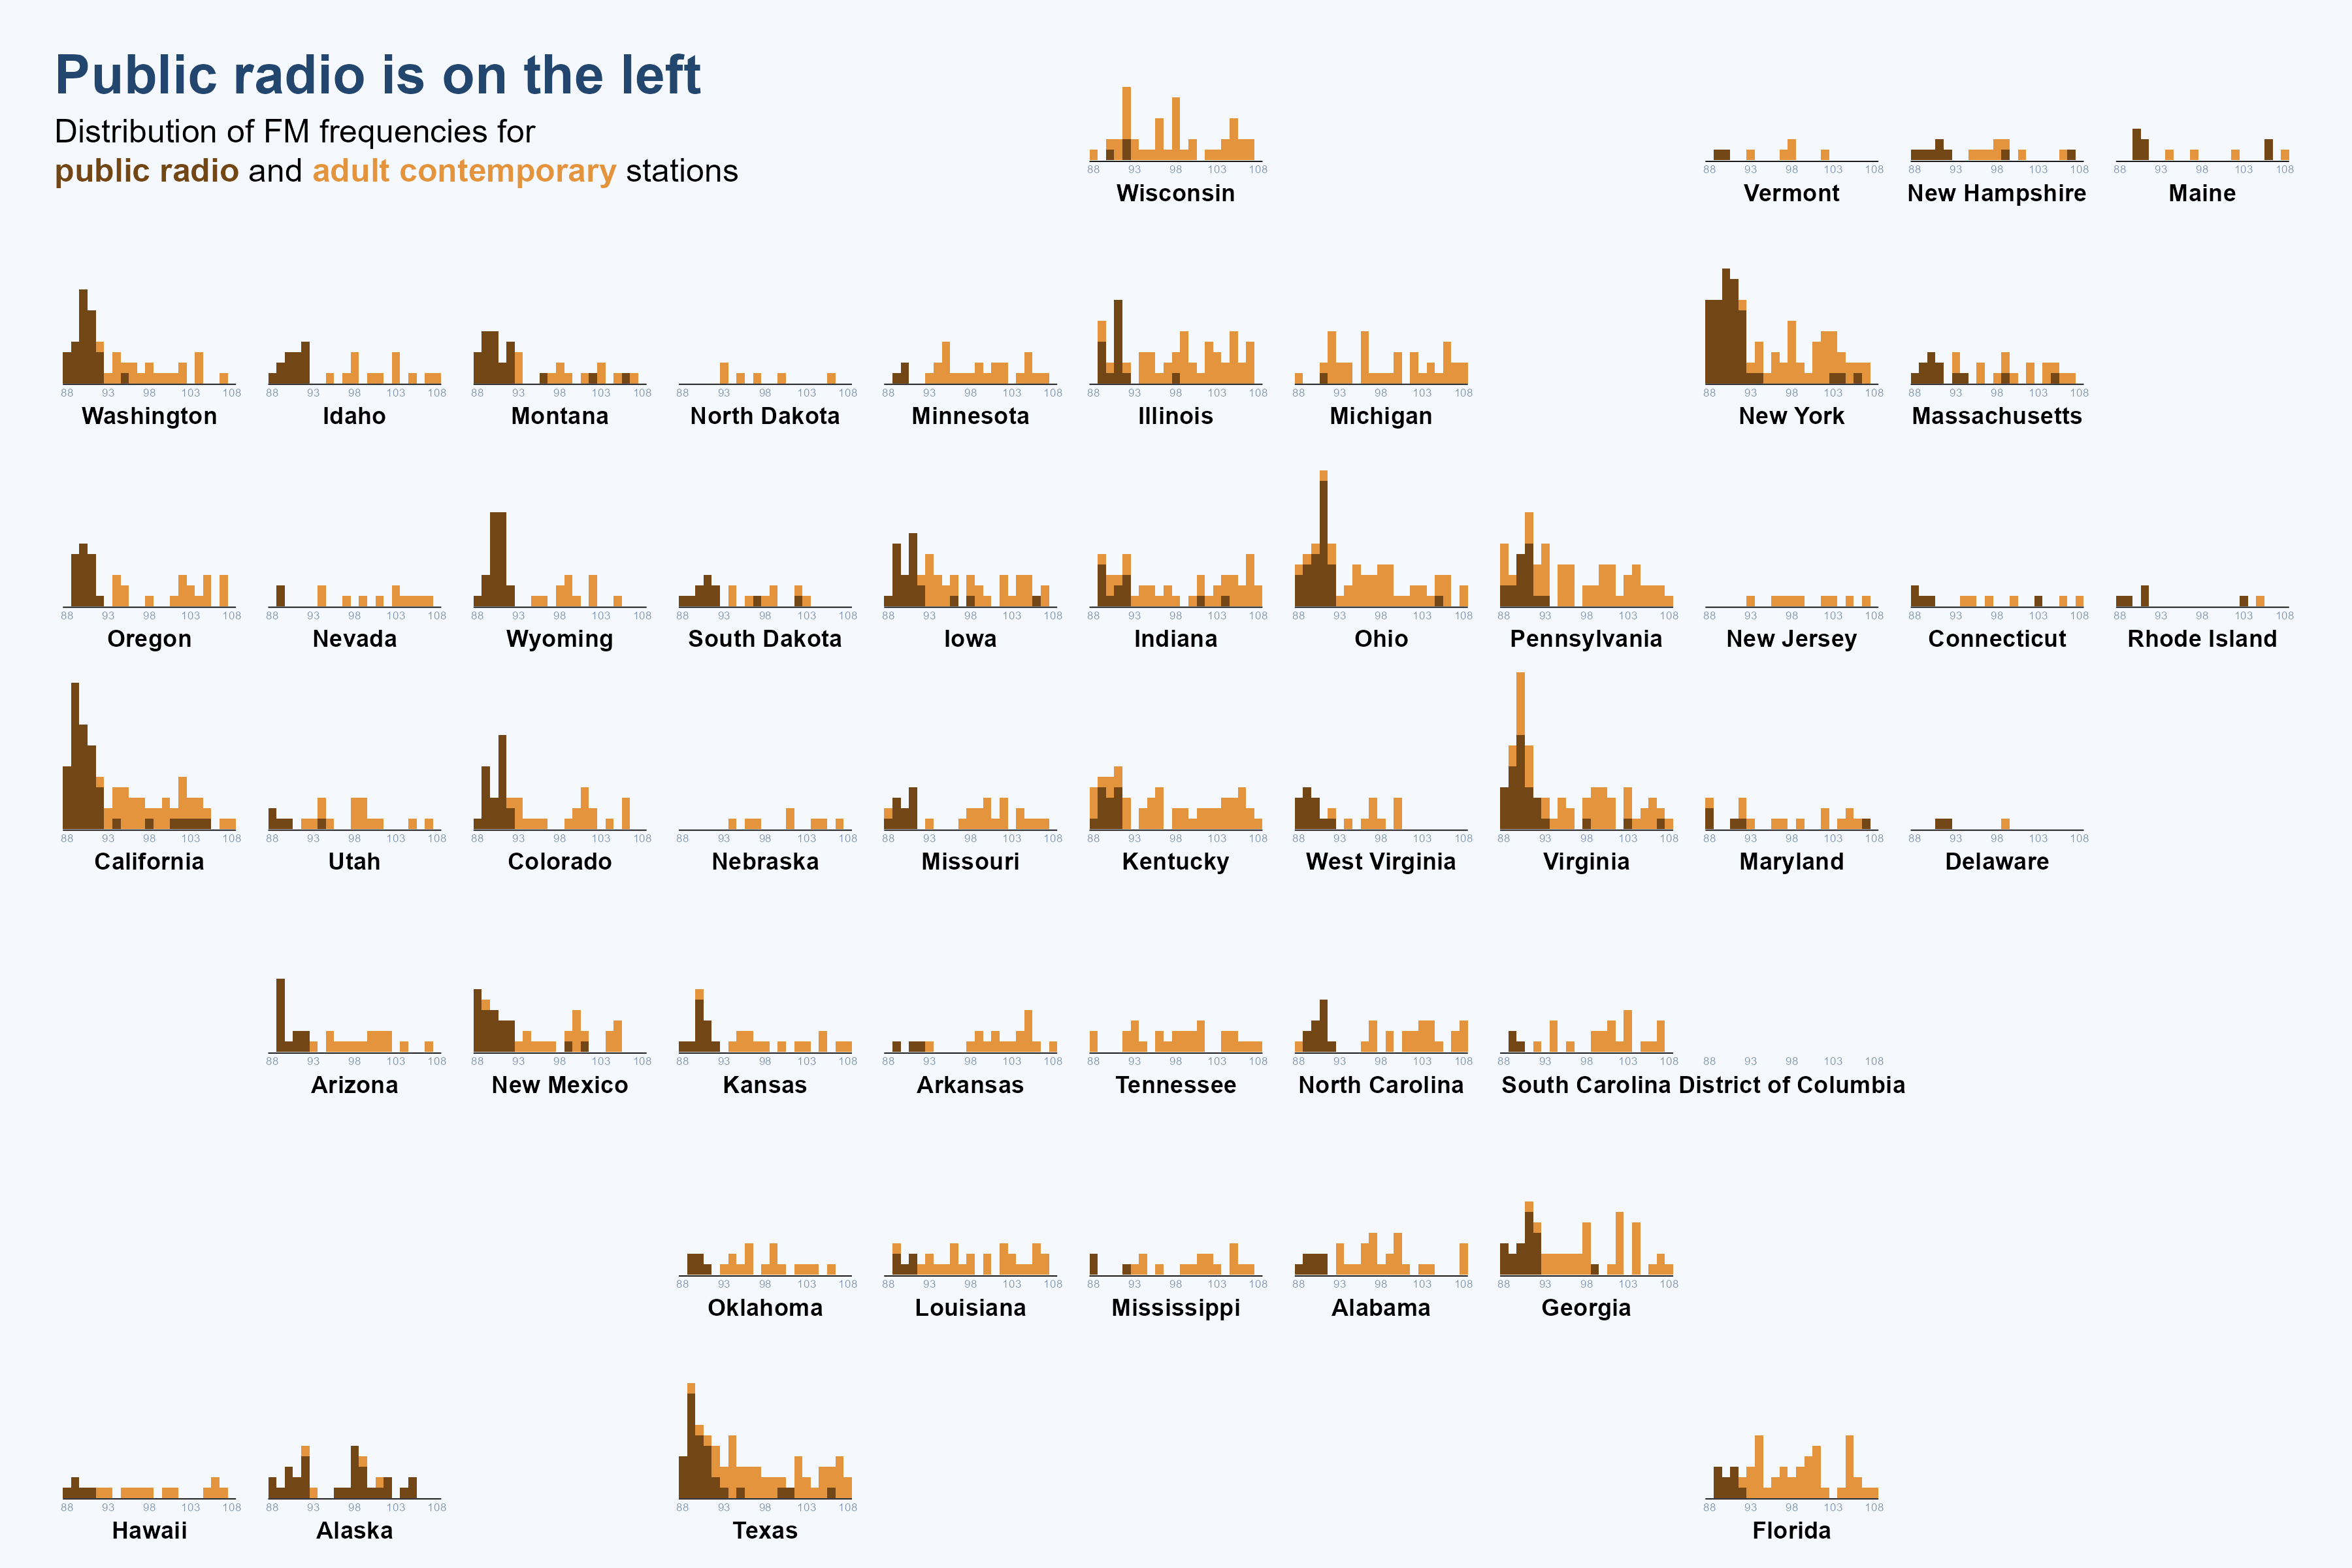 Public radio is on the left
Distribution of FM frequencies for
public radio and adult contemporary stations
88 93 98 103 108
Wisconsin
88 93 98 103 108
Vermont
88 93 98 103 108
New Hampshire
88 93 98 103 108
Maine
88 93 98 103 108
Washington
88 93 98 103 108
Idaho
88 93 98 103 108
Montana
88 93 98 103 108
North Dakota
88 93 98 103 108
Minnesota
88 93 98 103 108
Illinois
88 93 98 103 108
Michigan
88 93 98 103 108
New York
88 93 98 103 108
Massachusetts
88 93 98 103 108
Oregon
88 93 98 103 108
Nevada
88 93 98 103 108
Wyoming
88 93 98 103 108
South Dakota
88 93 98 103 108
Iowa
88 93 98 103 108
Indiana
88 93 98 103 108
Ohio
88 93 98 103 108
Pennsylvania
88 93 98 103 108
New Jersey
88 93 98 103 108
Connecticut
88 93 98 103 108
Rhode Island
88 93 98 103 108
California
88 93 98 103 108
Utah
88 93 98 103 108
Colorado
88 93 98 103 108
Nebraska
88 93 98 103 108
Missouri
88 93 98 103 108
Kentucky
88 93 98 103 108
West Virginia
88 93 98 103 108
Virginia
88 93 98 103 108
Maryland
88 93 98 103 108
Delaware
88 93 98 103 108
Arizona
88 93 98 103 108
New Mexico
88 93 98 103 108
Kansas
88 93 98 103 108
Arkansas
88 93 98 103 108
Tennessee
88 93 98 103 108
North Carolina
88 93 98 103 108
South Carolina
88 93 98 103 108
District of Columbia
88 93 98 103 108
Oklahoma
88 93 98 103 108
Louisiana
88 93 98 103 108
Mississippi
88 93 98 103 108
Alabama
88 93 98 103 108
Georgia
88 93 98 103 108
Hawaii
88 93 98 103 108
Alaska
88 93 98 103 108
Texas
88 93 98 103 108
Florida